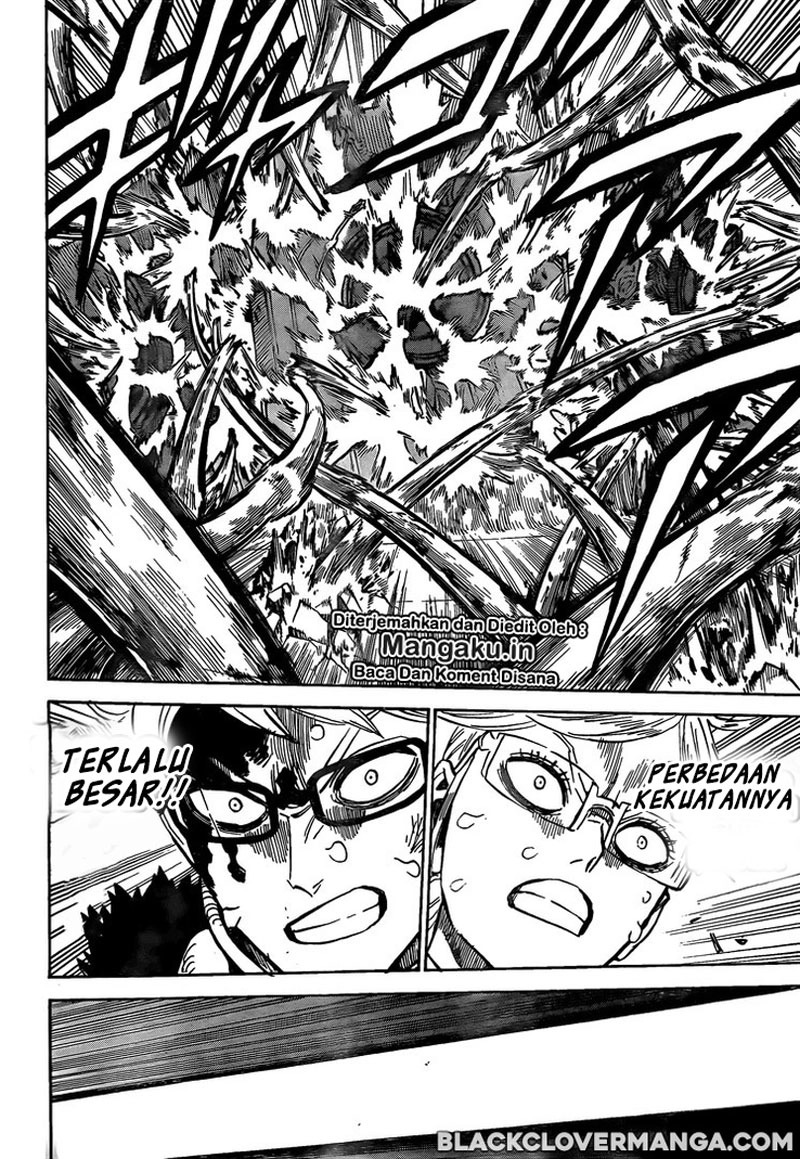 Diterjemahkan dan Diedit Oleh :
Mangaku.in
Baca Dan Koment Disana
PERBEDAAN
KEKUATANNYA
TERLALU
BESAR!!
BLACKCLOVERMANGA.COM